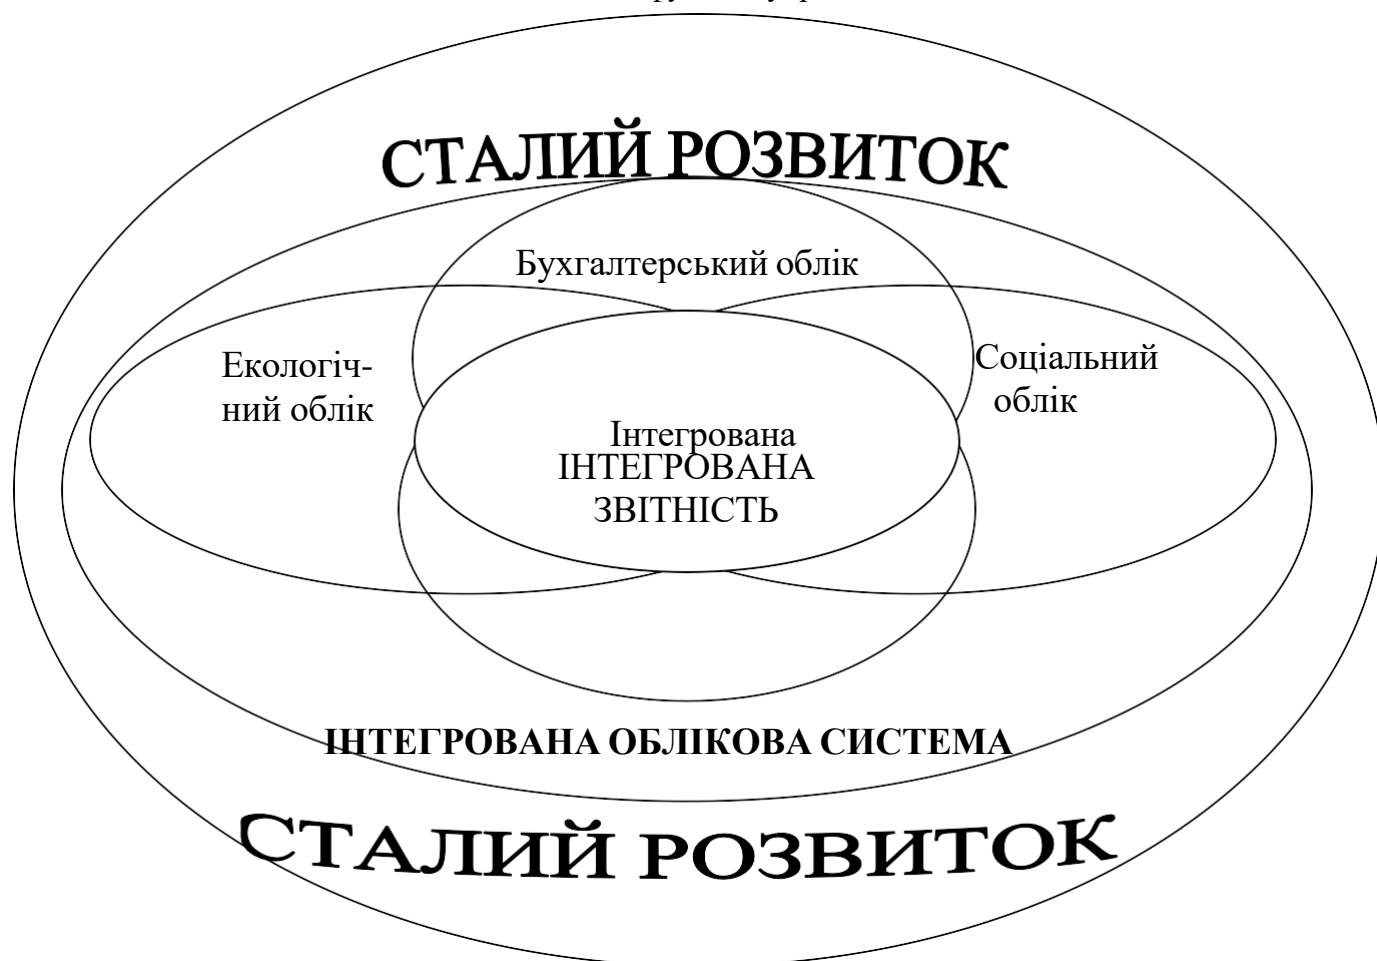 СТАЛИЙ РОЗВИТОК
Бухгалтерський облік
Екологіч-
ний облік
Соціальний
облік
Інтегрована
ІНТЕГРОВАНА
ЗВІТНІСТЬ
ІНТЕГРОВАНА ОБЛІКОВА СИСТЕМА
СТАЛИЙ РОЗВИТОК